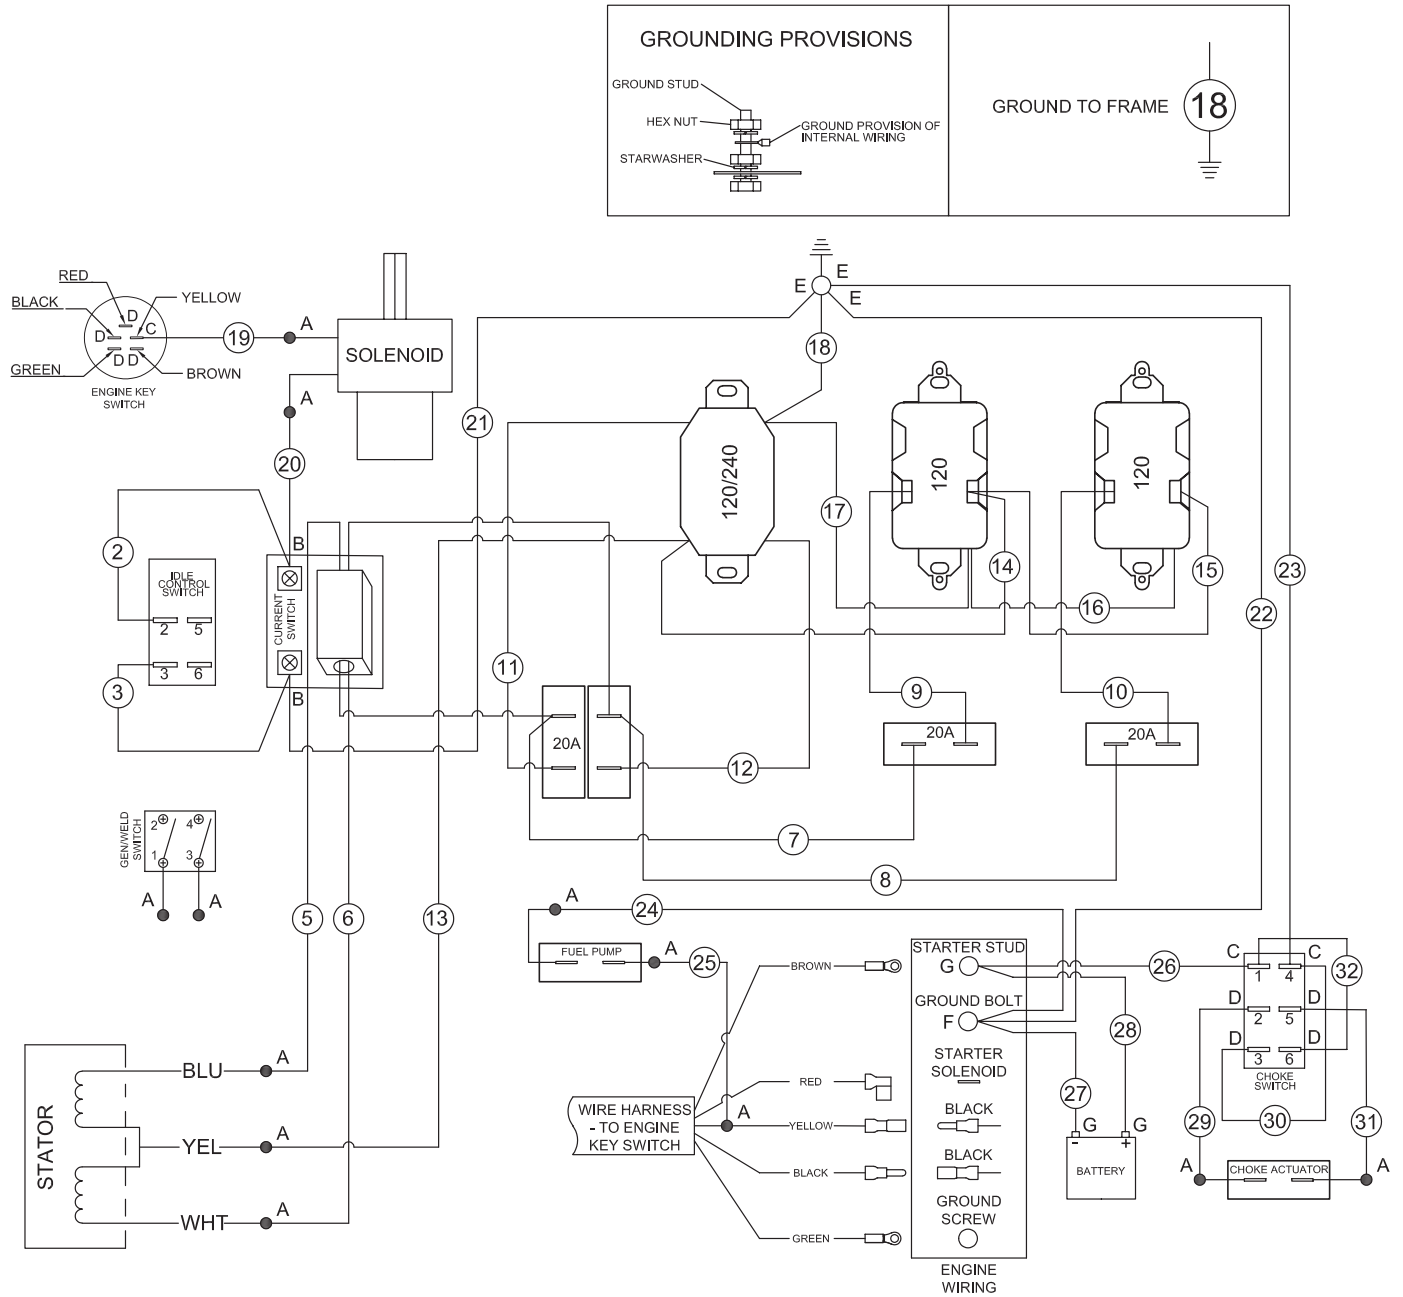 GROUNDING PROVISIONS
GROUND STUD
HEX NUT
GROUND PROVISION OF
INTERNAL WIRING
STARWASHER
GROUND TO FRAME
18
RED
BLACK
YELLOW
D
D
C
D D
GREEN
BROWN
ENGINE KEY
SWITCH
19
A
SOLENOID
A
20
21
E
E
E
18
120/240
120
120
17
14
15
16
23
22
2
3
IDLE
CONTROL
SWITCH
2
5
3
6
B
CURRENT
SWITCH
B
11
20A
12
9
20A
10
20A
7
8
GEN/WELD
SWITCH
2
4
1
3
A
A
5
6
13
A
24
FUEL PUMP
A
25
STARTER STUD
G
GROUND BOLT
F
STARTER
SOLENOID
BLACK
BLACK
GROUND
SCREW
ENGINE
WIRING
BROWN
RED
YELLOW
BLACK
GREEN
WIRE HARNESS
- TO ENGINE
KEY SWITCH
A
26
28
27
G
G
-
+
BATTERY
C
C
32
1
4
D
D
2
5
D
D
3
6
CHOKE
SWITCH
29
30
31
A
CHOKE ACTUATOR
A
STATOR
BLU
A
YEL
A
WHT
A